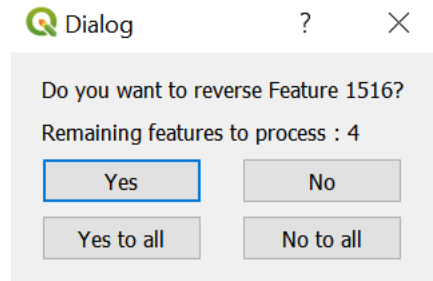 Dialog ?
Do you want to reverse Feature 1516?
Remaining features to process : 4
Yes No
Yes to all No to all